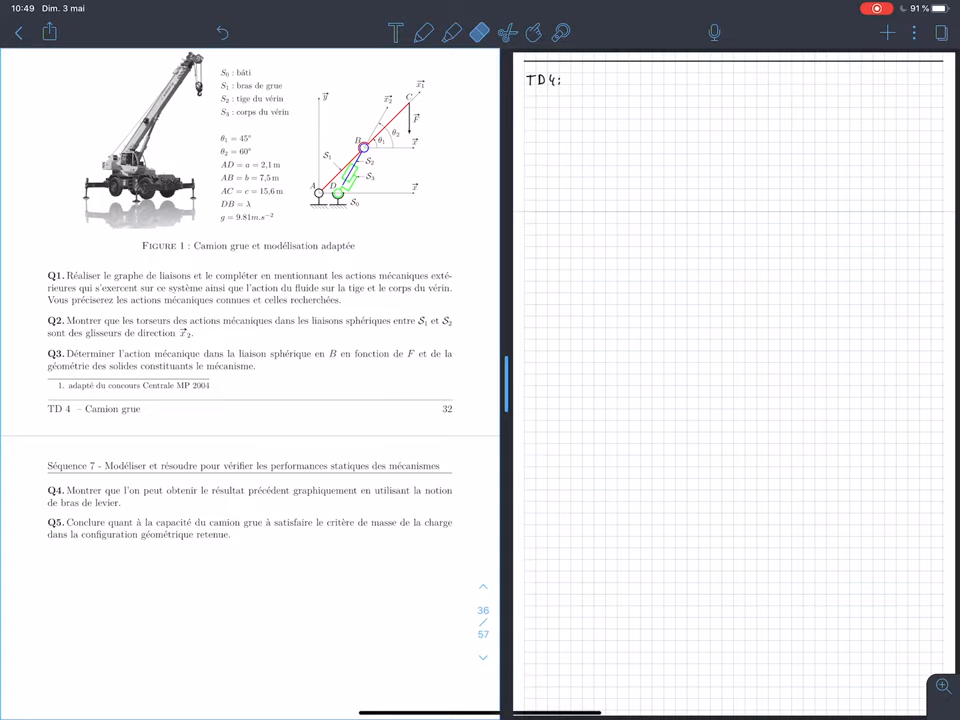 10:49 Dim. 3 mai
91 %
S₀ : bâti
S₁ : bras de grue
S₂ : tige du vérin
S₃ : corps du vérin
θ₁ = 45°
θ₂ = 60°
AD = a = 2,1 m
AB = b = 7,5 m
AC = c = 15,6 m
DB = λ
g = 9.81m.s⁻²
y
x₁
x₂
C
F
B
θ₂
θ₁
x
S₁
S₂
S₃
A
D
x
S₀
FIGURE 1 : Camion grue et modélisation adaptée
Q1. Réaliser le graphe de liaisons et le compléter en mentionnant les actions mécaniques exté-
rieures qui s'exercent sur ce système ainsi que l'action du fluide sur la tige et le corps du vérin.
Vous préciserez les actions mécaniques connues et celles recherchées.
Q2. Montrer que les torseurs des actions mécaniques dans les liaisons sphériques entre S₁ et S₂
sont des glisseurs de direction x⃗₂.
Q3. Déterminer l'action mécanique dans la liaison sphérique en B en fonction de F et de la
géométrie des solides constituants le mécanisme.
1. adapté du concours Centrale MP 2004
TD 4 – Camion grue 32
Séquence 7 - Modéliser et résoudre pour vérifier les performances statiques des mécanismes
Q4. Montrer que l'on peut obtenir le résultat précédent graphiquement en utilisant la notion
de bras de levier.
Q5. Conclure quant à la capacité du camion grue à satisfaire le critère de masse de la charge
dans la configuration géométrique retenue.
36
/
57
TD4: